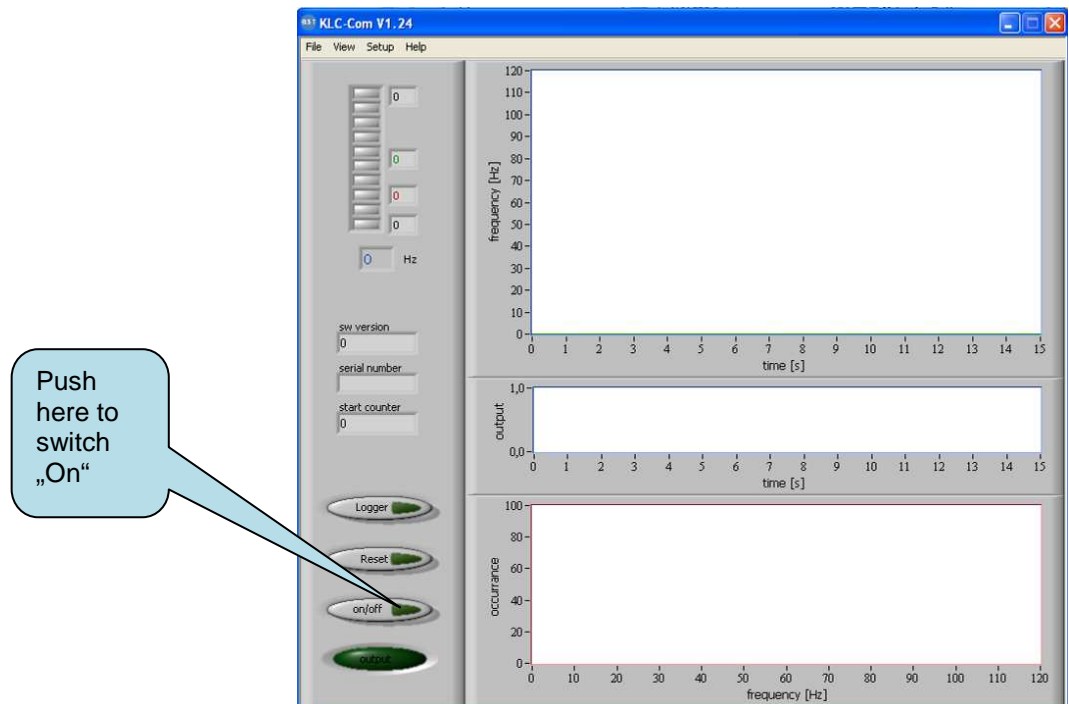 KLC-Com V1.24
File View Setup Help
0
0
0
0
0 Hz
sw version
0
serial number
start counter
0
Push
here to
switch
„On“
Logger
Reset
on/off
output
120
110
100
90
80
70
60
50
40
30
20
10
0
frequency [Hz]
0 1 2 3 4 5 6 7 8 9 10 11 12 13 14 15
time [s]
1,0
0,0
output
0 1 2 3 4 5 6 7 8 9 10 11 12 13 14 15
time [s]
100
80
60
40
20
0
occurrance
0 10 20 30 40 50 60 70 80 90 100 110 120
frequency [Hz]